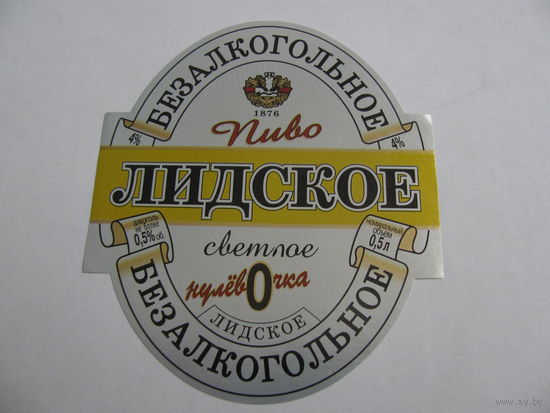 БЕЗАЛКОГОЛЬНОЕ
1876
Пиво
4%
4%
ЛИДСКОЕ
алкоголь
не более
0,5% об.
номинальный
объем
0,5 л
светлое
нулёвОчка
ЛИДСКОЕ
БЕЗАЛКОГОЛЬНОЕ
www.ay.by